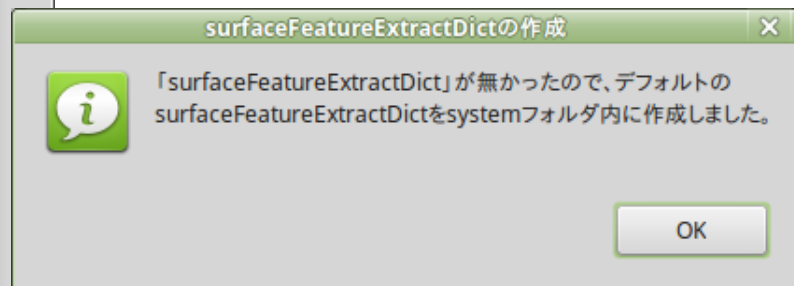 surfaceFeatureExtractDictの作成
「surfaceFeatureExtractDict」が無かったので、デフォルトの
surfaceFeatureExtractDictをsystemフォルダ内に作成しました。
OK